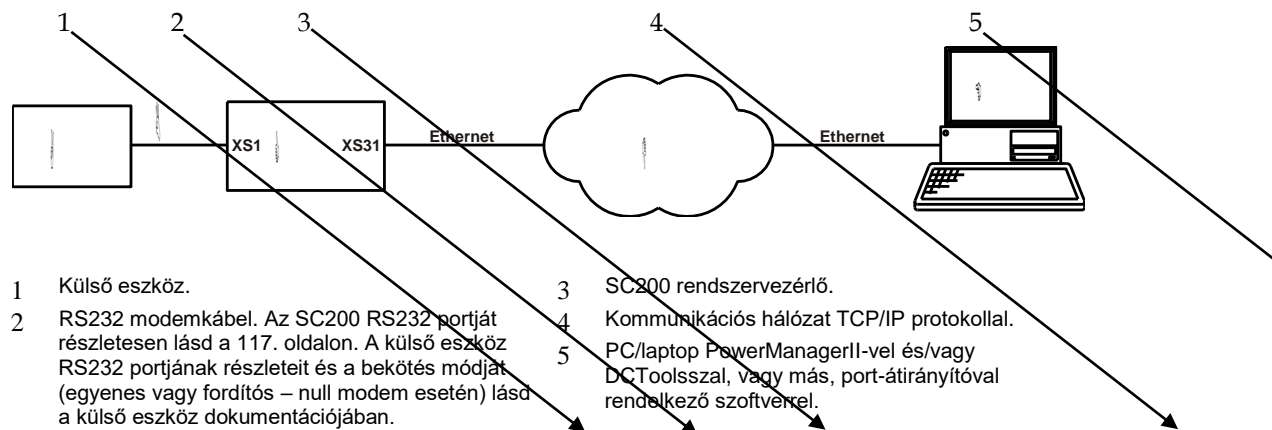 1 2 3 4 5
XS1 XS31 Ethernet Ethernet
1 Külső eszköz.
2 RS232 modemkábel. Az SC200 RS232 portját
részletesen lásd a 117. oldalon. A külső eszköz
RS232 portjának részleteit és a bekötés módját
(egyenes vagy fordítós – null modem esetén) lásd
a külső eszköz dokumentációjában.
3 SC200 rendszervezérlő.
4 Kommunikációs hálózat TCP/IP protokollal.
5 PC/laptop PowerManagerII-vel és/vagy
DCToolsszal, vagy más, port-átirányítóval
rendelkező szoftverrel.